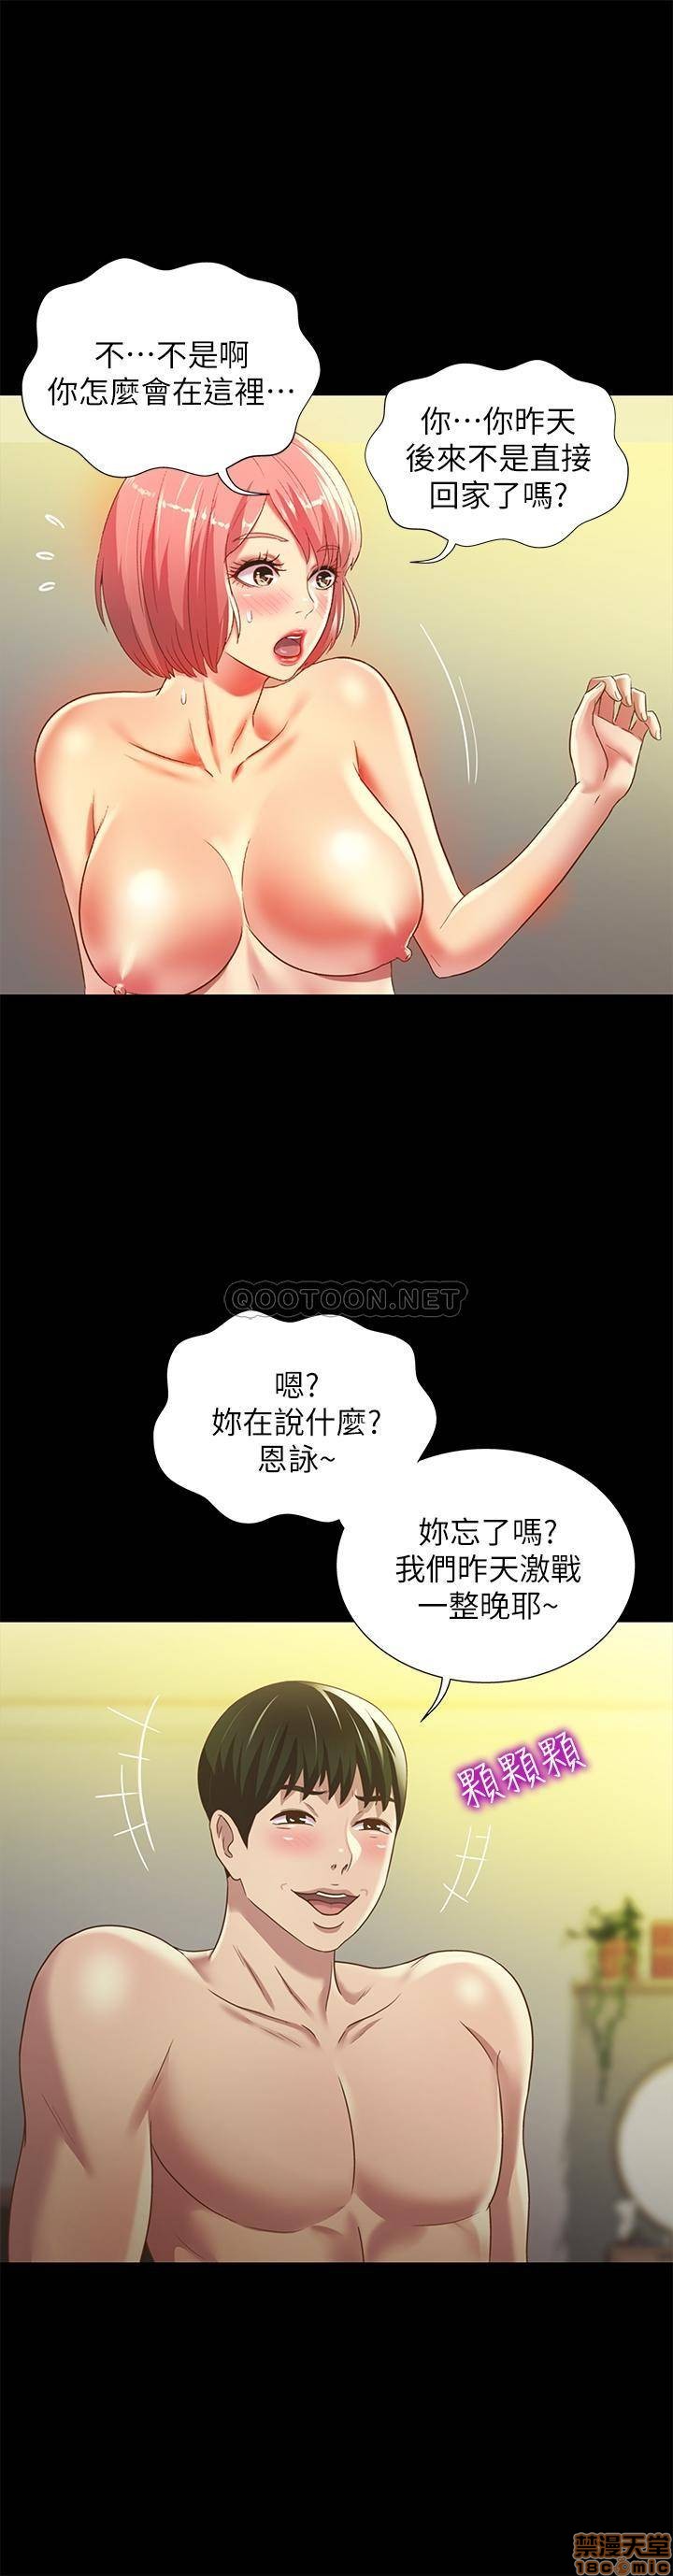 不…不是啊
你怎麼會在這裡…
你…你昨天
後來不是直接
回家了嗎?
QOOTOON.NET
嗯?
妳在說什麼?
恩詠~
妳忘了嗎?
我們昨天激戰
一整晚耶~
顆顆顆
禁漫天堂
18comic